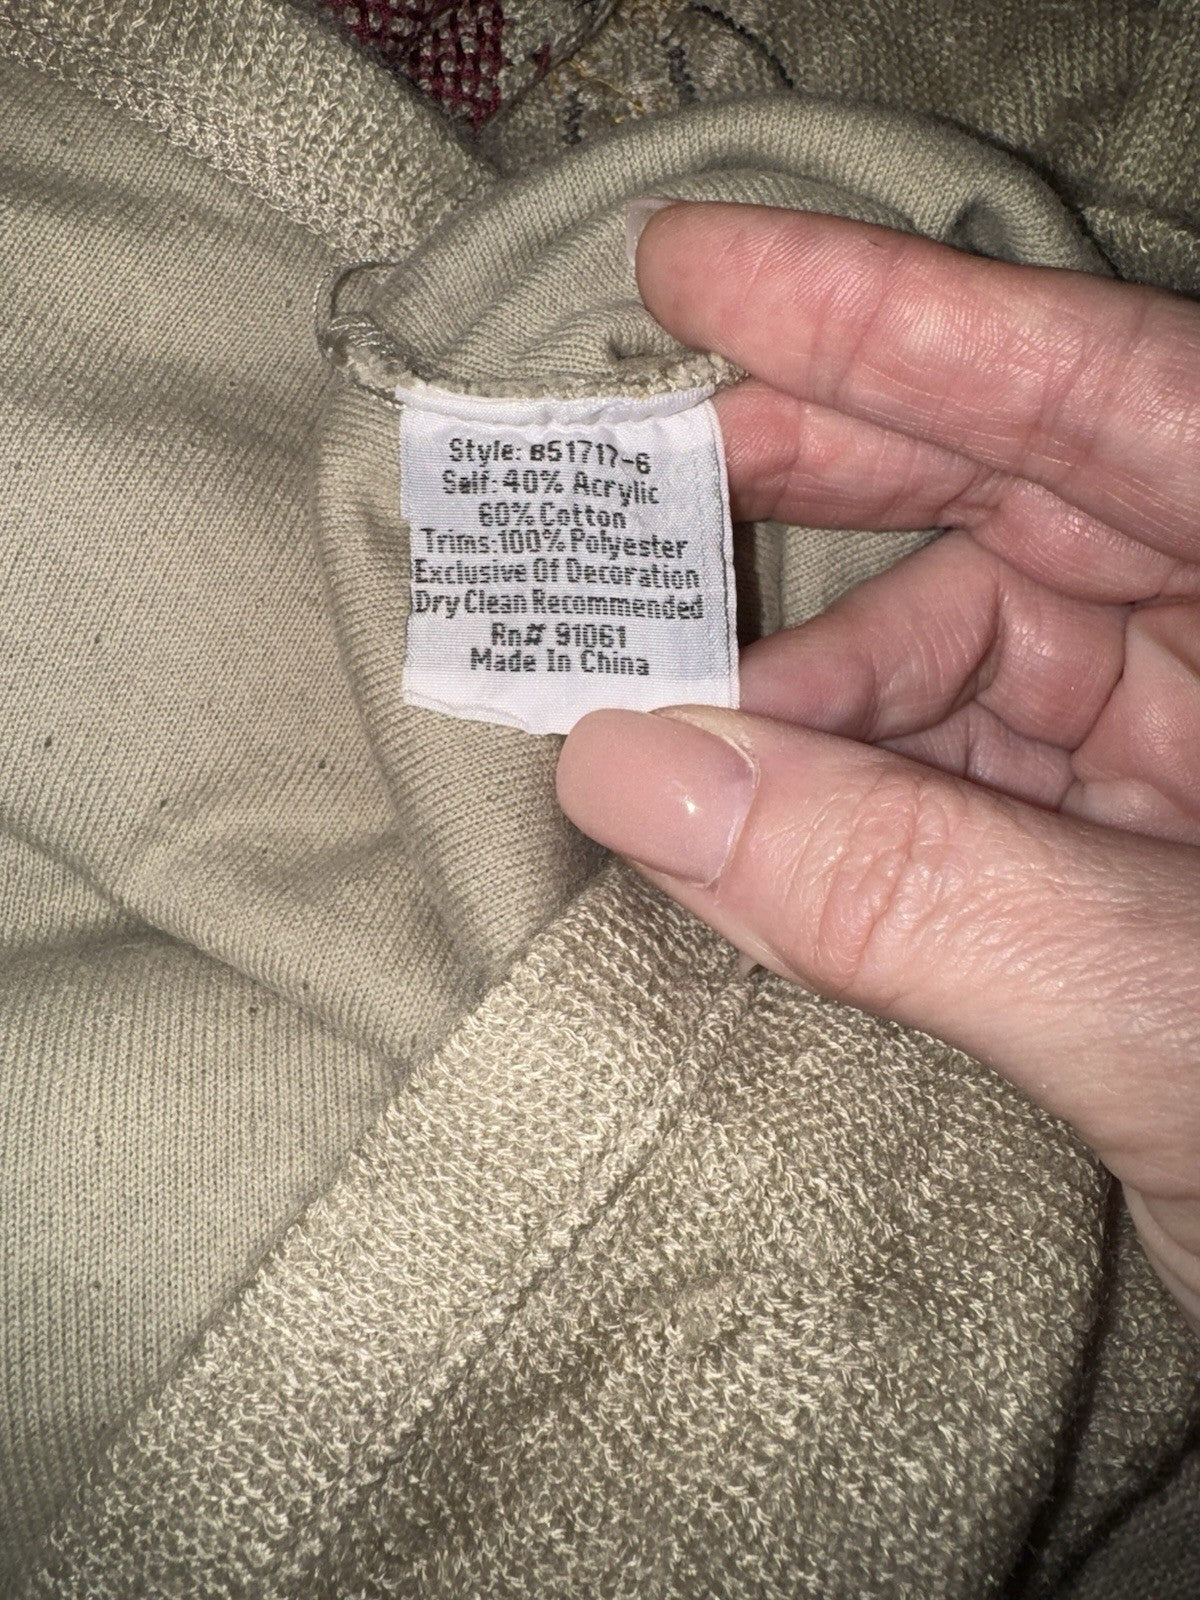 Style: B51717-6
Self: 40% Acrylic
60% Cotton
Trims:100% Polyester
Exclusive Of Decoration
Dry Clean Recommended
Rn# 91061
Made In China